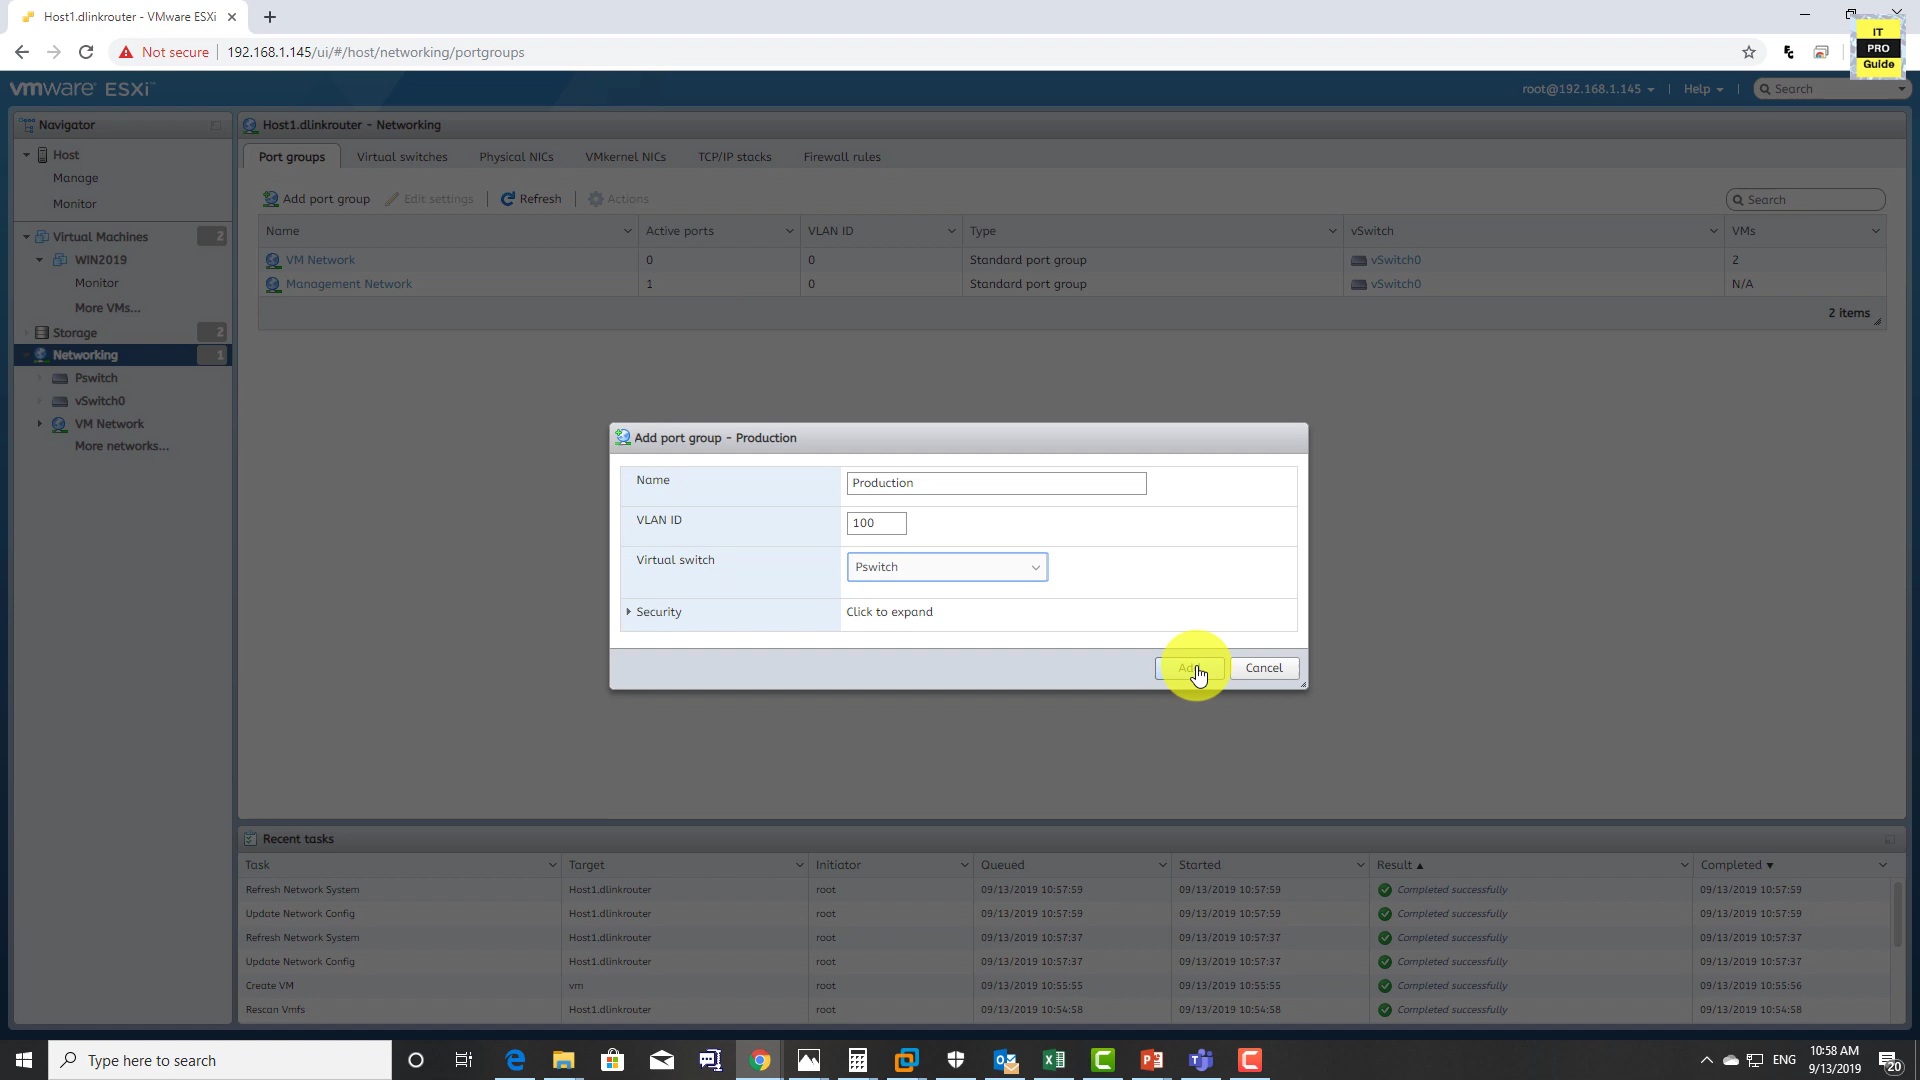 Host1.dlinkrouter - VMware ESXi
Not secure
192.168.1.145/ui/#/host/networking/portgroups
IT
PRO
Guide
vmware ESXi
root@192.168.1.145
Help
Search
Navigator
Host
Manage
Monitor
Virtual Machines 2
WIN2019
Monitor
More VMs...
Storage 2
Networking 1
Pswitch
vSwitch0
VM Network
More networks...
Host1.dlinkrouter - Networking
Port groups Virtual switches Physical NICs VMkernel NICs TCP/IP stacks Firewall rules
Add port group Edit settings Refresh Actions
Search
Name Active ports VLAN ID Type vSwitch VMs
VM Network 0 0 Standard port group vSwitch0 2
Management Network 1 0 Standard port group vSwitch0 N/A
2 items
Add port group - Production
Name Production
VLAN ID 100
Virtual switch Pswitch
Security Click to expand
Add Cancel
Recent tasks
Task Target Initiator Queued Started Result Completed
Refresh Network System Host1.dlinkrouter root 09/13/2019 10:57:59 09/13/2019 10:57:59 Completed successfully 09/13/2019 10:57:59
Update Network Config Host1.dlinkrouter root 09/13/2019 10:57:59 09/13/2019 10:57:59 Completed successfully 09/13/2019 10:57:59
Refresh Network System Host1.dlinkrouter root 09/13/2019 10:57:37 09/13/2019 10:57:37 Completed successfully 09/13/2019 10:57:37
Update Network Config Host1.dlinkrouter root 09/13/2019 10:57:37 09/13/2019 10:57:37 Completed successfully 09/13/2019 10:57:37
Create VM vm root 09/13/2019 10:55:55 09/13/2019 10:55:55 Completed successfully 09/13/2019 10:55:56
Rescan Vmfs Host1.dlinkrouter root 09/13/2019 10:54:58 09/13/2019 10:54:58 Completed successfully 09/13/2019 10:54:58
Type here to search
ENG
10:58 AM
9/13/2019
20